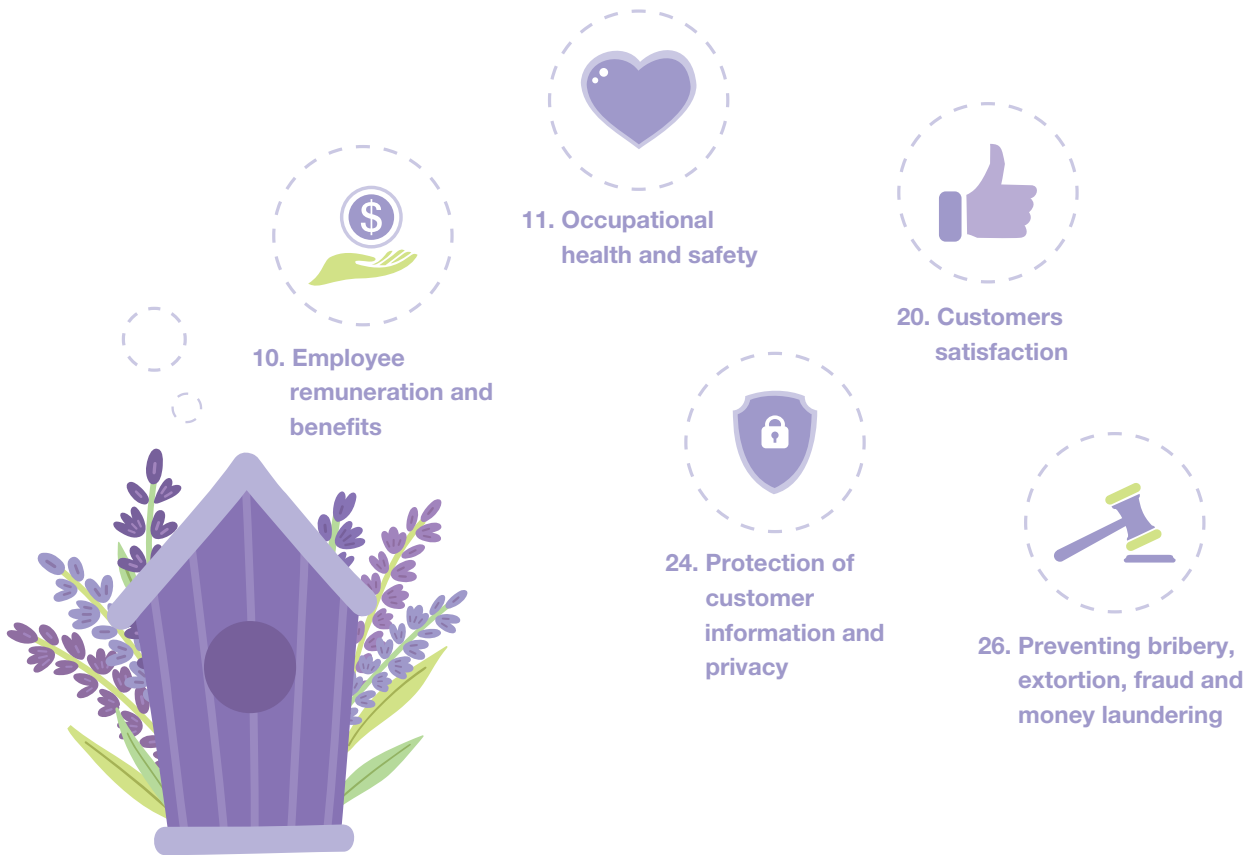 11. Occupational
health and safety
10. Employee
remuneration and
benefits
20. Customers
satisfaction
24. Protection of
customer
information and
privacy
26. Preventing bribery,
extortion, fraud and
money laundering
$